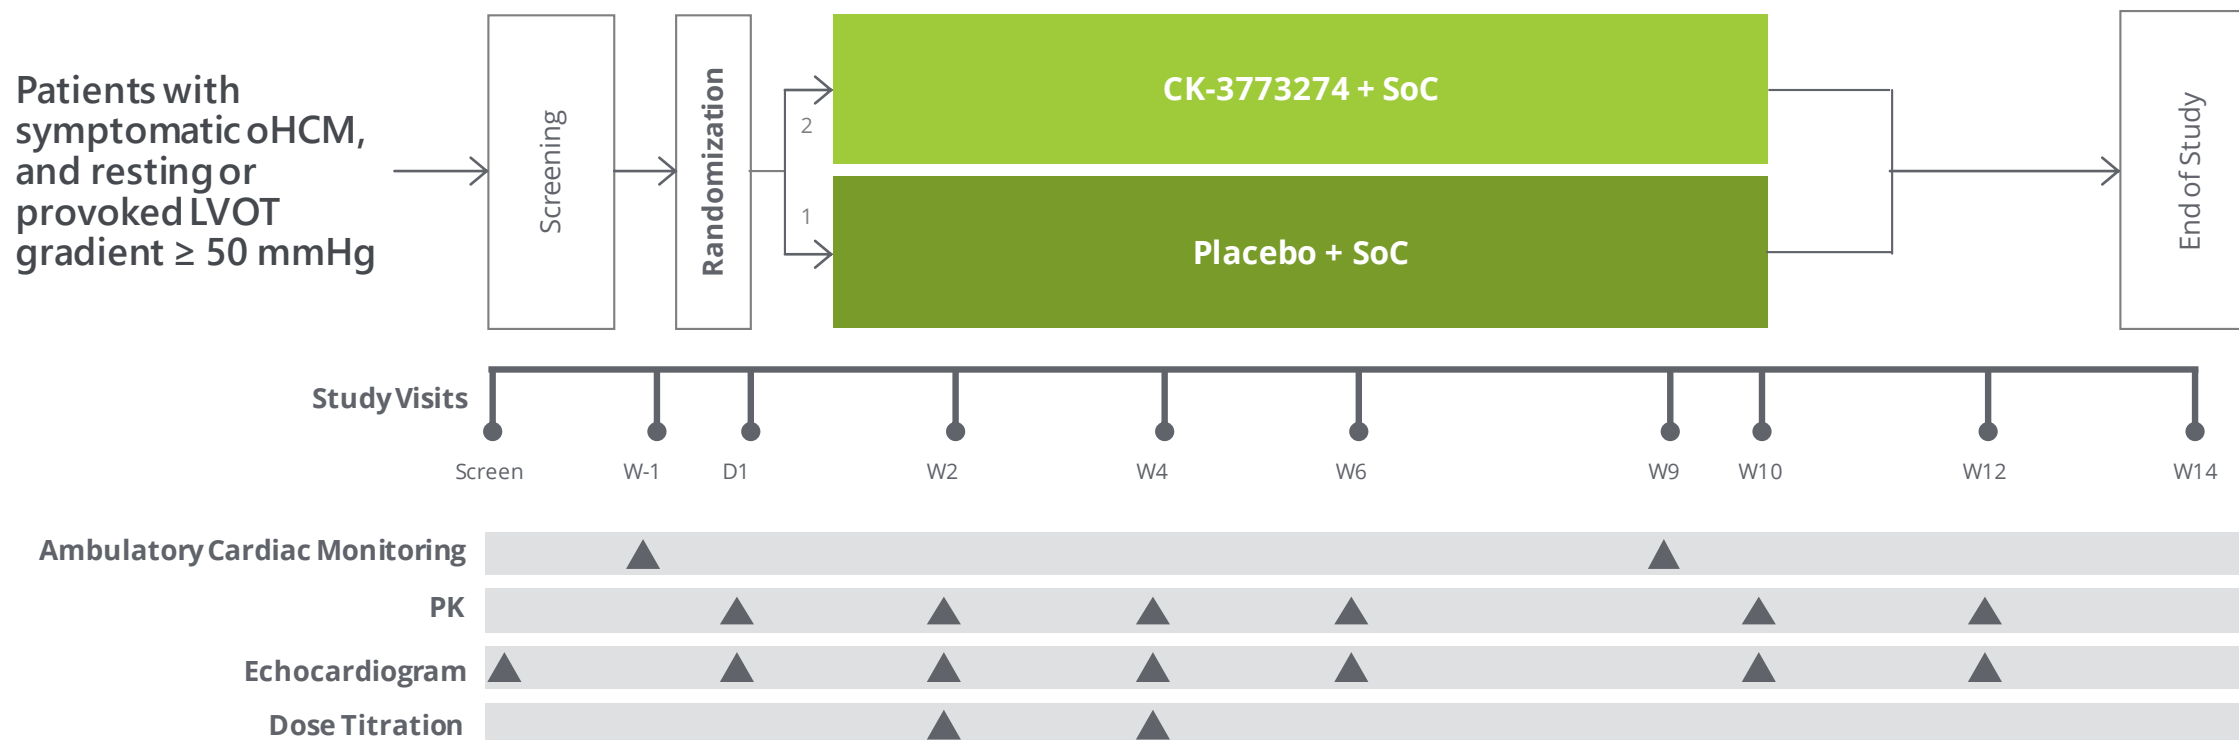 Patients with
symptomatic oHCM,
and resting or
provoked LVOT
gradient ≥ 50 mmHg
Screening
Randomization
2
1
CK-3773274 + SoC
Placebo + SoC
End of Study
Study Visits
Screen W-1 D1 W2 W4 W6 W9 W10 W12 W14
Ambulatory Cardiac Monitoring
PK
Echocardiogram
Dose Titration